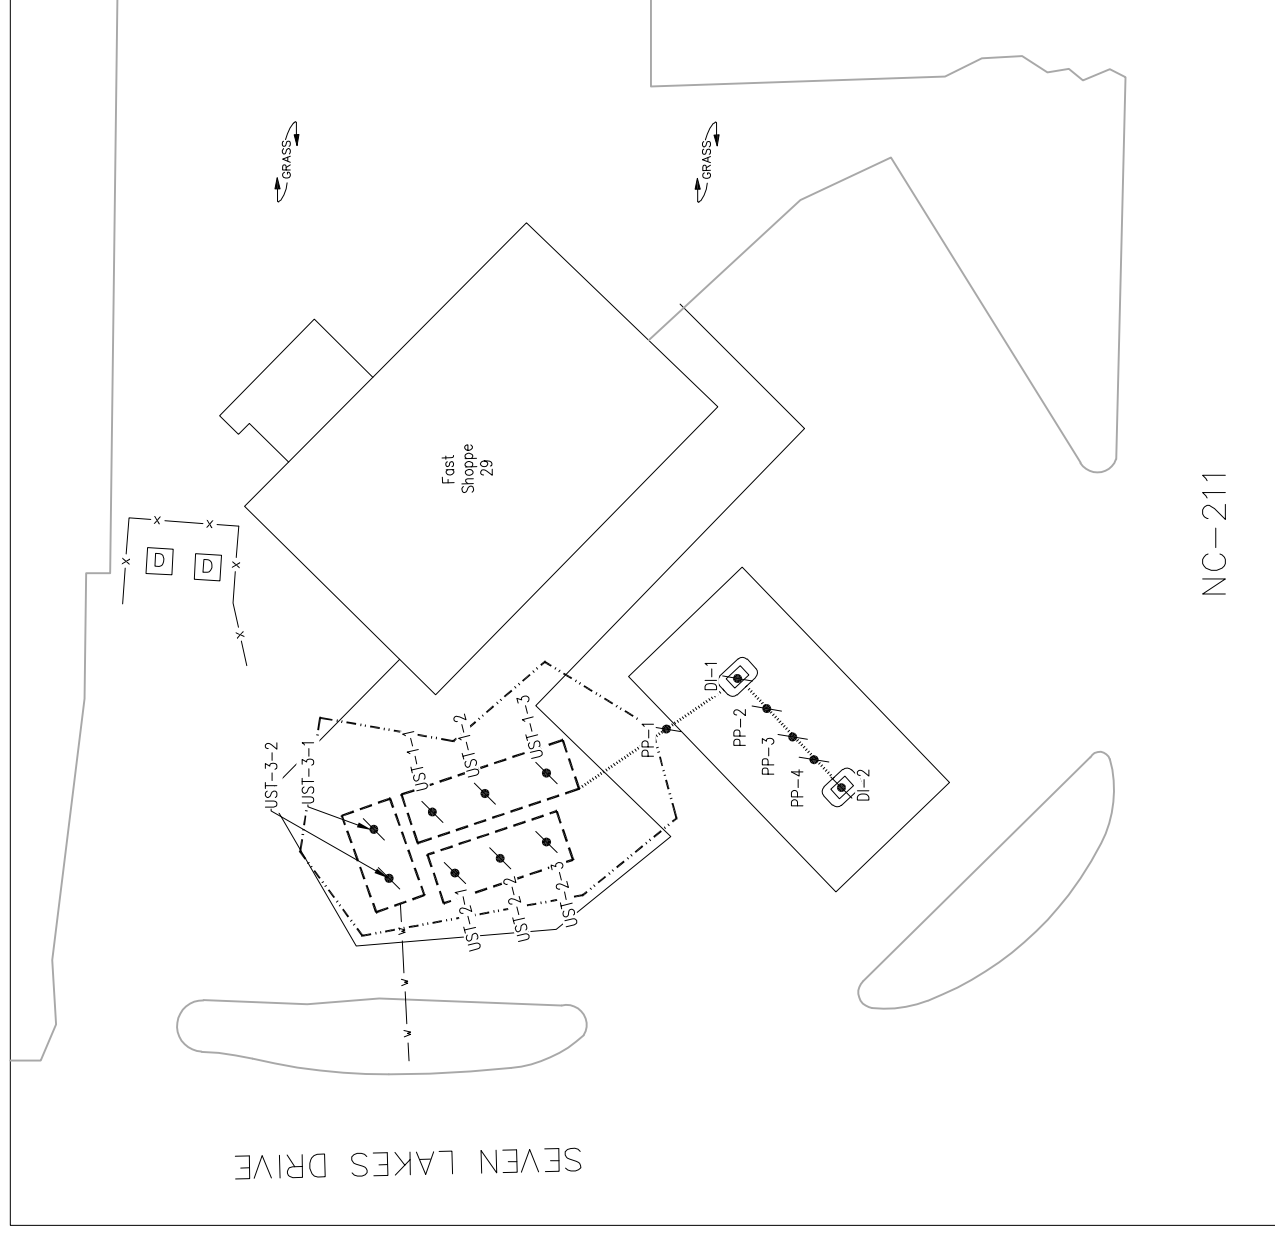 GRASS
GRASS
Fast
Shoppe
29
X
X
X
X
X
D
D
NC-211
UST-3-2
UST-3-1
UST-1-1
UST-1-2
UST-1-3
PP-1
DI-1
PP-2
PP-3
PP-4
DI-2
UST-2-1
UST-2-2
UST-2-3
W
W
W
SEVEN LAKES DRIVE